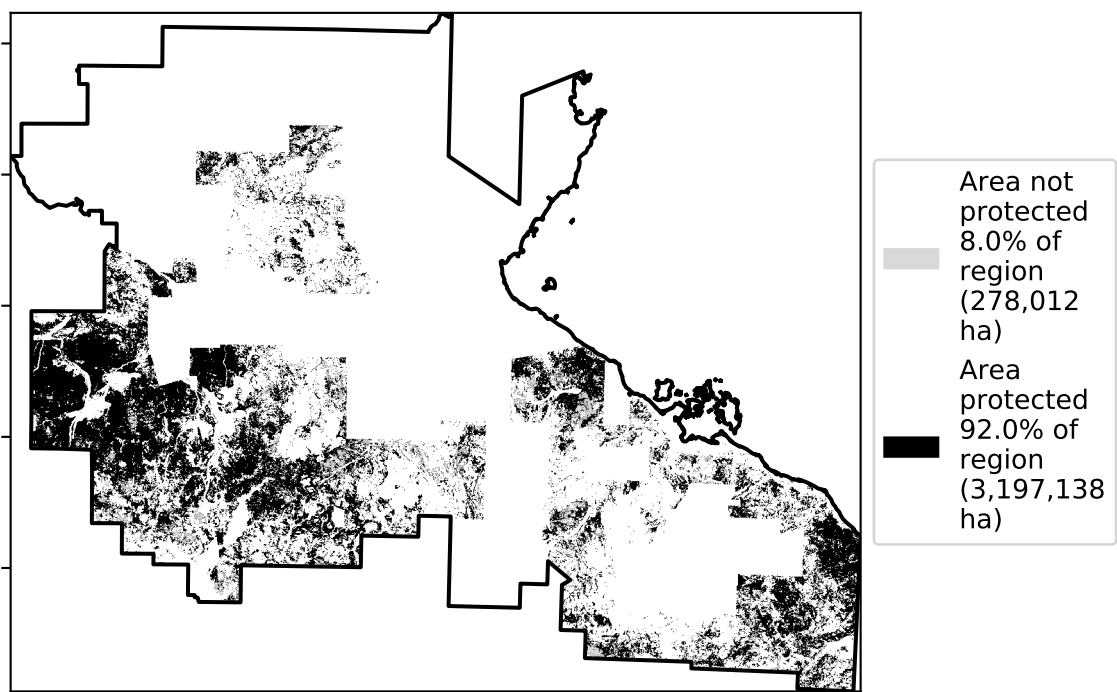 Area not
protected
8.0% of
region
(278,012
ha)
Area
protected
92.0% of
region
(3,197,138
ha)